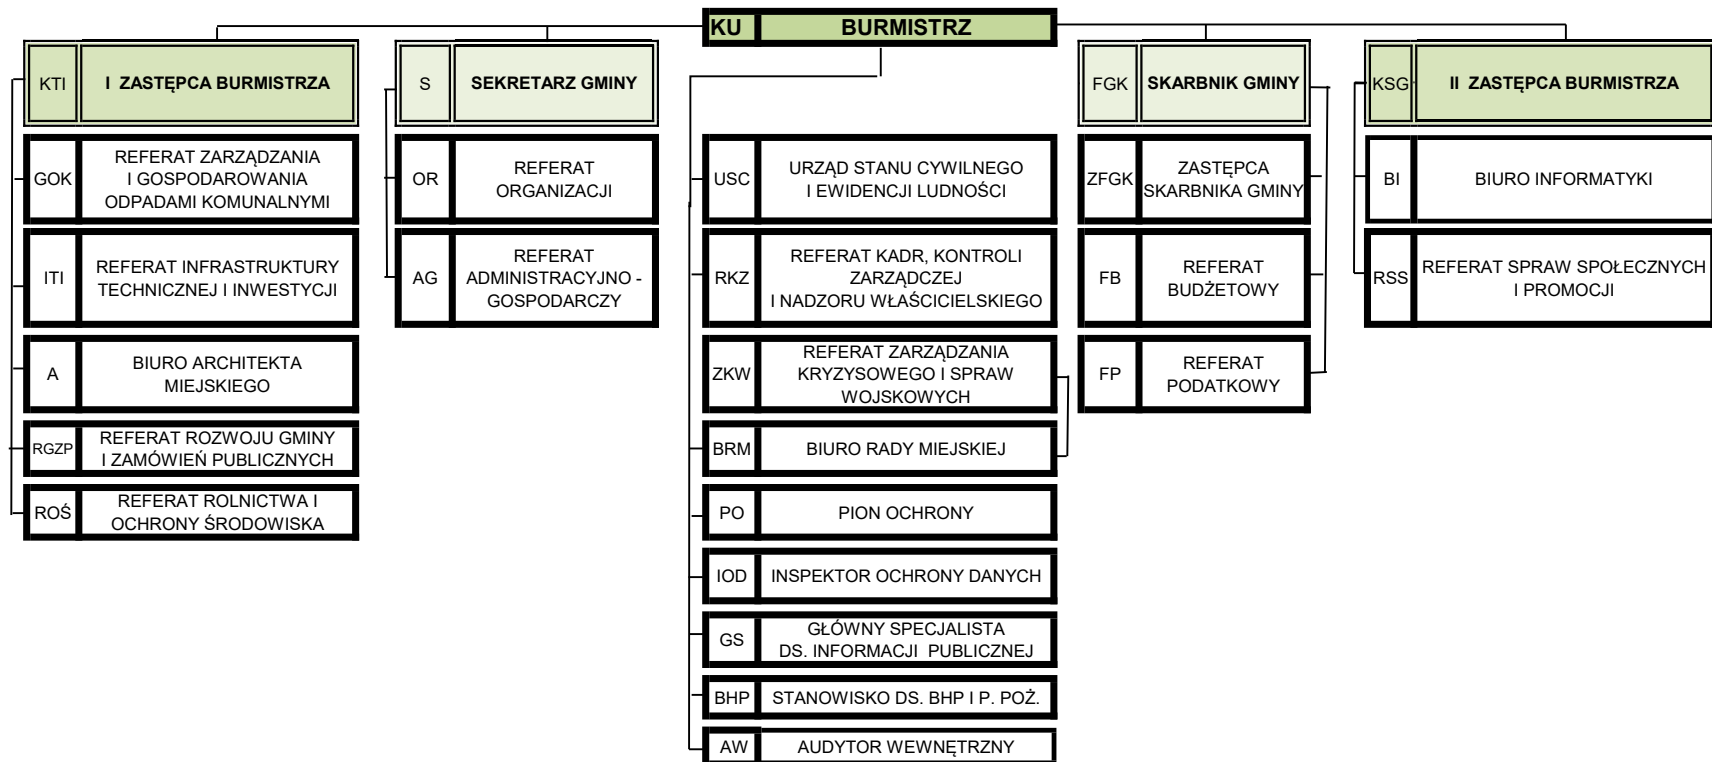 KU BURMISTRZ
KTI I ZASTĘPCA BURMISTRZA
GOK REFERAT ZARZĄDZANIA
I GOSPODAROWANIA
ODPADAMI KOMUNALNYMI
ITI REFERAT INFRASTRUKTURY
TECHNICZNEJ I INWESTYCJI
A BIURO ARCHITEKTA
MIEJSKIEGO
RGZP REFERAT ROZWOJU GMINY
I ZAMÓWIEŃ PUBLICZNYCH
ROŚ REFERAT ROLNICTWA I
OCHRONY ŚRODOWISKA
S SEKRETARZ GMINY
OR REFERAT
ORGANIZACJI
AG REFERAT
ADMINISTRACYJNO -
GOSPODARCZY
USC URZĄD STANU CYWILNEGO
I EWIDENCJI LUDNOŚCI
RKZ REFERAT KADR, KONTROLI
ZARZĄDCZEJ
I NADZORU WŁAŚCICIELSKIEGO
ZKW REFERAT ZARZĄDZANIA
KRYZYSOWEGO I SPRAW
WOJSKOWYCH
BRM BIURO RADY MIEJSKIEJ
PO PION OCHRONY
IOD INSPEKTOR OCHRONY DANYCH
GS GŁÓWNY SPECJALISTA
DS. INFORMACJI PUBLICZNEJ
BHP STANOWISKO DS. BHP I P. POŻ.
AW AUDYTOR WEWNĘTRZNY
FGK SKARBNIK GMINY
ZFGK ZASTĘPCA
SKARBNIKA GMINY
FB REFERAT
BUDŻETOWY
FP REFERAT
PODATKOWY
KSG II ZASTĘPCA BURMISTRZA
BI BIURO INFORMATYKI
RSS REFERAT SPRAW SPOŁECZNYCH
I PROMOCJI